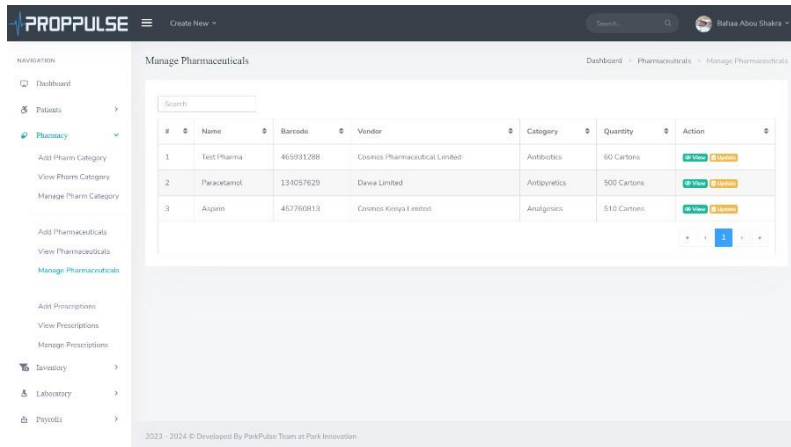 PROPPULSE
Create New
Search...
Bahaa Abou Shakra
NAVIGATION
Dashboard
Patients
Pharmacy
Add Pharm Category
View Pharm Category
Manage Pharm Category
Add Pharmaceuticals
View Pharmaceuticals
Manage Pharmaceuticals
Add Prescriptions
View Prescriptions
Manage Prescriptions
Inventory
Laboratory
Payrolls
Manage Pharmaceuticals
Dashboard > Pharmaceuticals > Manage Pharmaceuticals
Search
# Name Barcode Vendor Category Quantity Action
1 Test Pharma 465931288 Cosmos Pharmaceutical Limited Antibiotics 60 Cartons View Update
2 Paracetamol 134057629 Dawa Limited Antipyretics 500 Cartons View Update
3 Aspirin 452760813 Cosmos Kenya Limited Analgesics 510 Cartons View Update
« ‹ 1 › »
2023 - 2024 © Developed By ParkPulse Team at Park Innovation